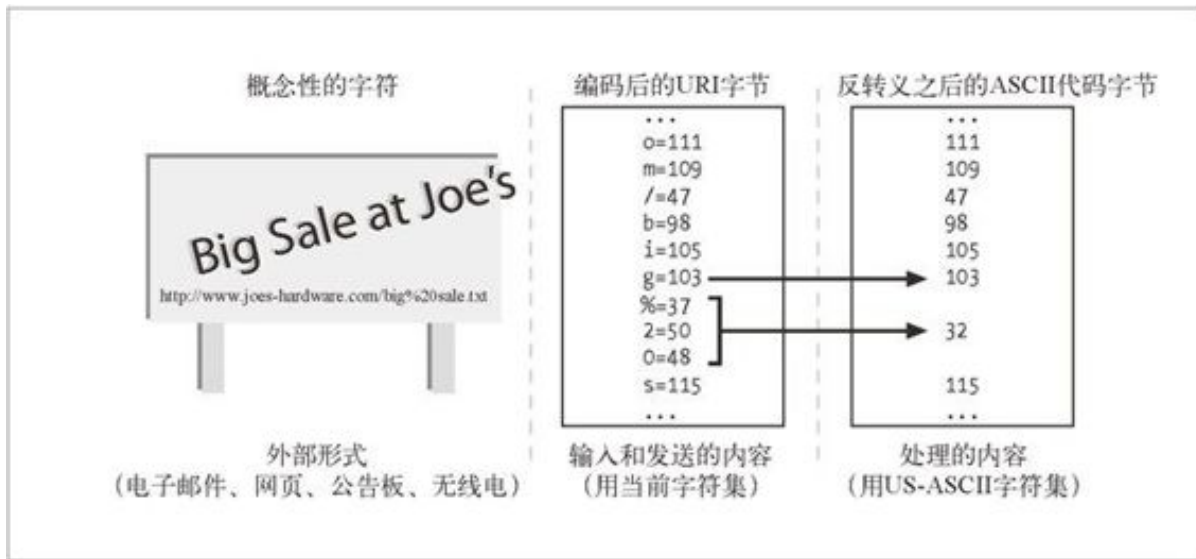 概念性的字符
Big Sale at Joe's
http://www.joes-hardware.com/big%20sale.txt
外部形式
（电子邮件、网页、公告板、无线电）
编码后的URI字节
...
o=111
m=109
/=47
b=98
i=105
g=103
%=37
2=50
0=48
s=115
...
输入和发送的内容
（用当前字符集）
反转义之后的ASCII代码字节
...
111
109
47
98
105
103
32
115
...
处理的内容
（用US-ASCII字符集）